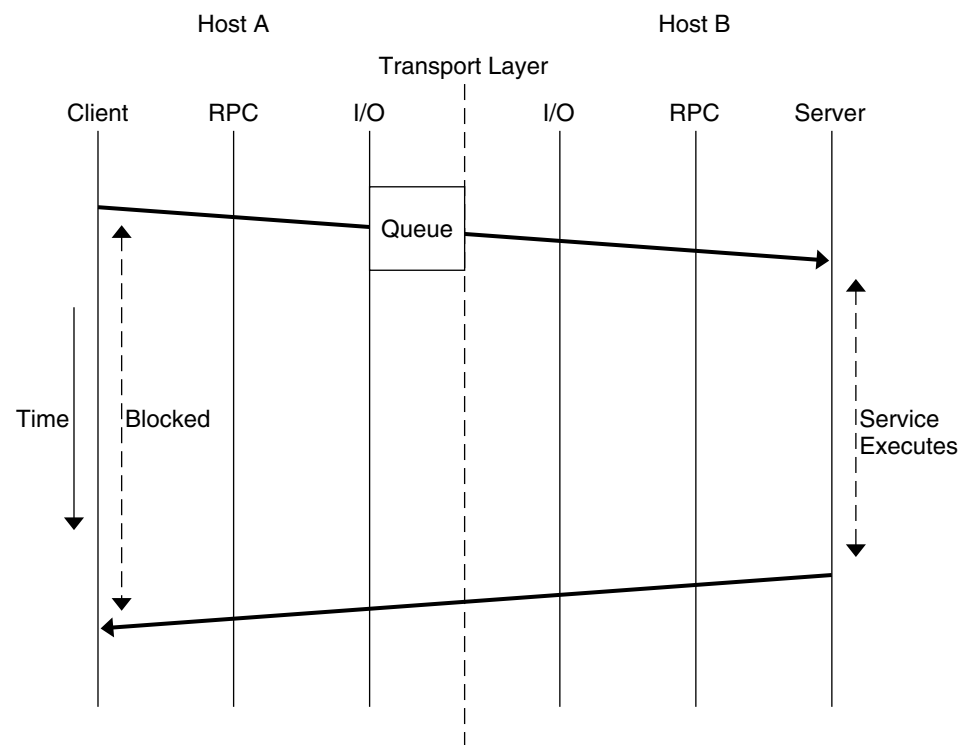 Host A
Host B
Transport Layer
Client
RPC
I/O
I/O
RPC
Server
Queue
Time
Blocked
Service
Executes